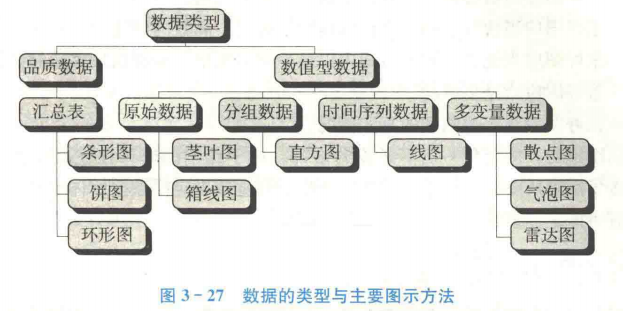 数据类型
品质数据 数值型数据
汇总表 原始数据 分组数据 时间序列数据 多变量数据
条形图 茎叶图 直方图 线图 散点图
饼图 箱线图 气泡图
环形图 雷达图
图 3-27 数据的类型与主要图示方法